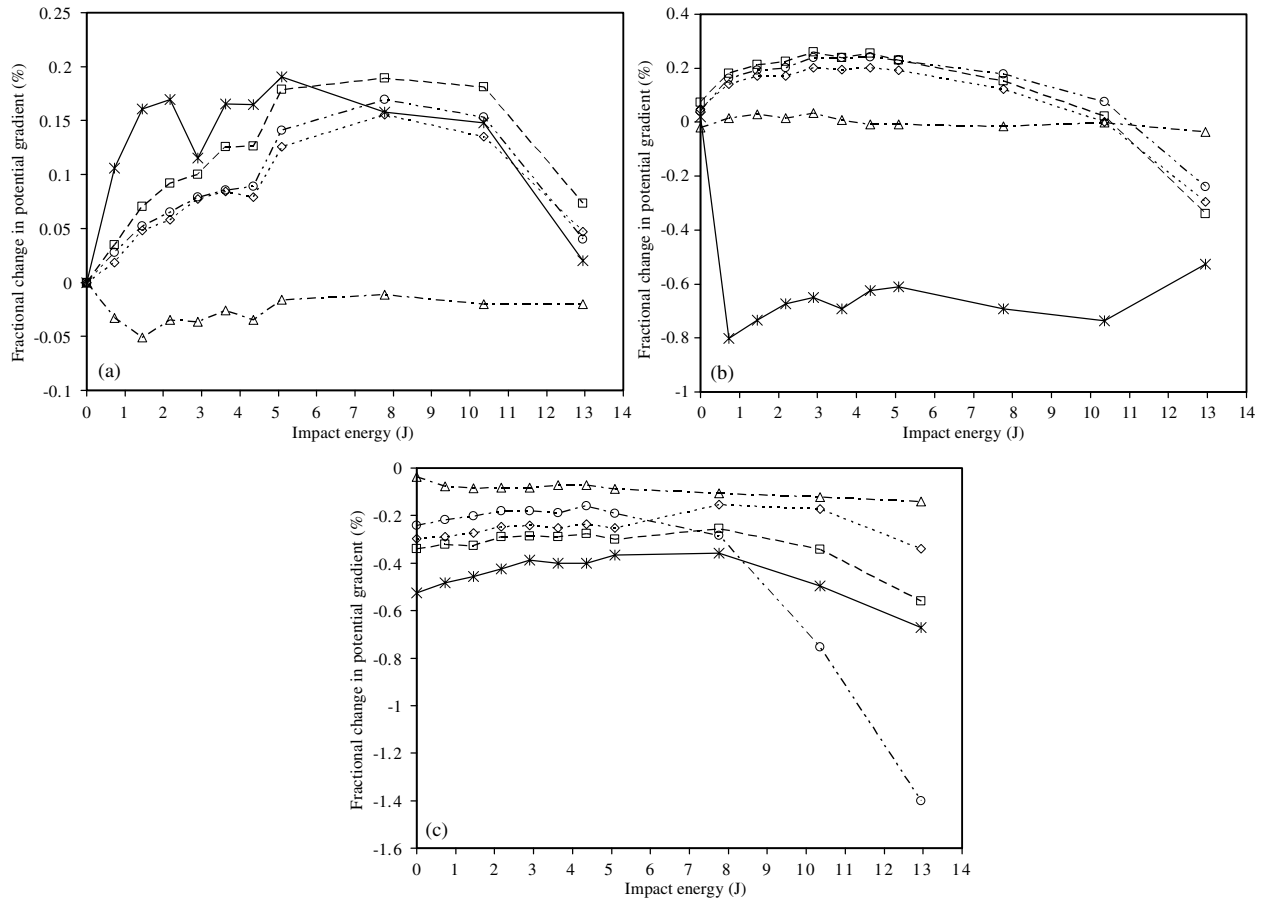 Fractional change in potential gradient (%)
0.25
0.2
0.15
0.1
0.05
0
-0.05
-0.1
(a)
0 1 2 3 4 5 6 7 8 9 10 11 12 13 14
Impact energy (J)
Fractional change in potential gradient (%)
0.4
0.2
0
-0.2
-0.4
-0.6
-0.8
-1
(b)
0 1 2 3 4 5 6 7 8 9 10 11 12 13 14
Impact energy (J)
Fractional change in potential gradient (%)
0
-0.2
-0.4
-0.6
-0.8
-1
-1.2
-1.4
-1.6
(c)
0 1 2 3 4 5 6 7 8 9 10 11 12 13 14
Impact energy (J)